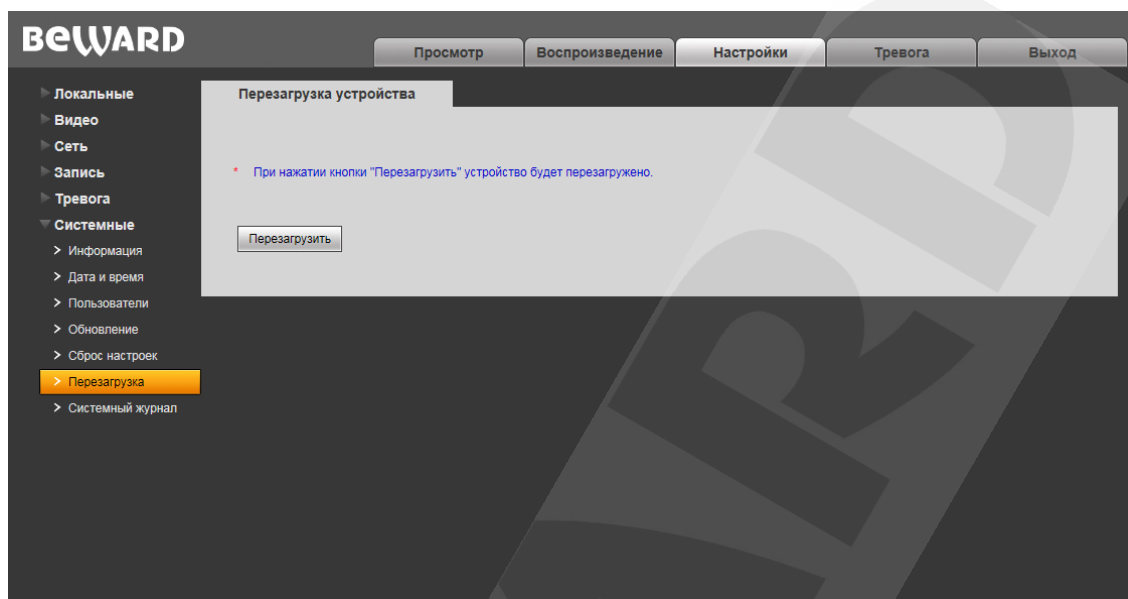 BEWARD
Просмотр Воспроизведение Настройки Тревога Выход
Локальные
Видео
Сеть
Запись
Тревога
Системные
> Информация
> Дата и время
> Пользователи
> Обновление
> Сброс настроек
> Перезагрузка
> Системный журнал
Перезагрузка устройства
* При нажатии кнопки "Перезагрузить" устройство будет перезагружено.
Перезагрузить